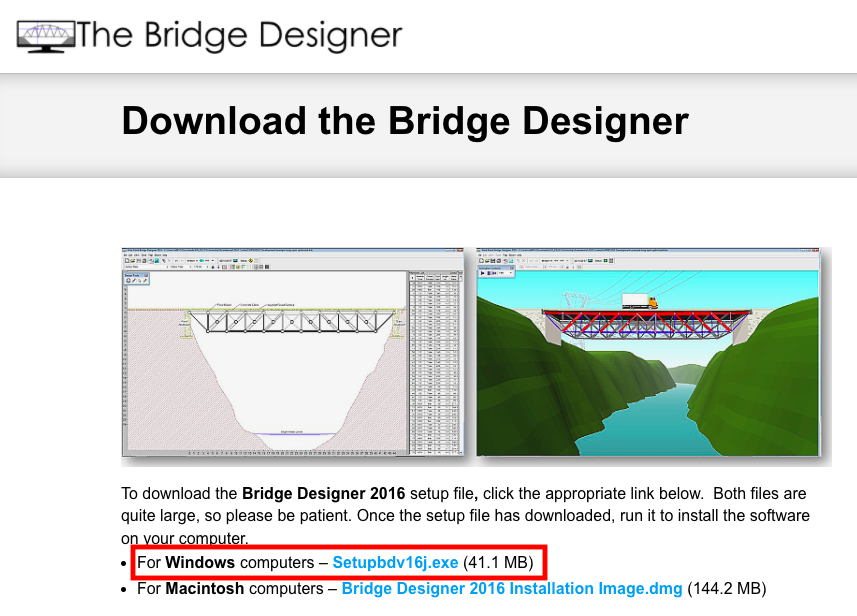 The Bridge Designer
Download the Bridge Designer
To download the Bridge Designer 2016 setup file, click the appropriate link below.  Both files are
quite large, so please be patient. Once the setup file has downloaded, run it to install the software
on your computer.
• For Windows computers – Setupbdv16j.exe (41.1 MB)
• For Macintosh computers – Bridge Designer 2016 Installation Image.dmg (144.2 MB)